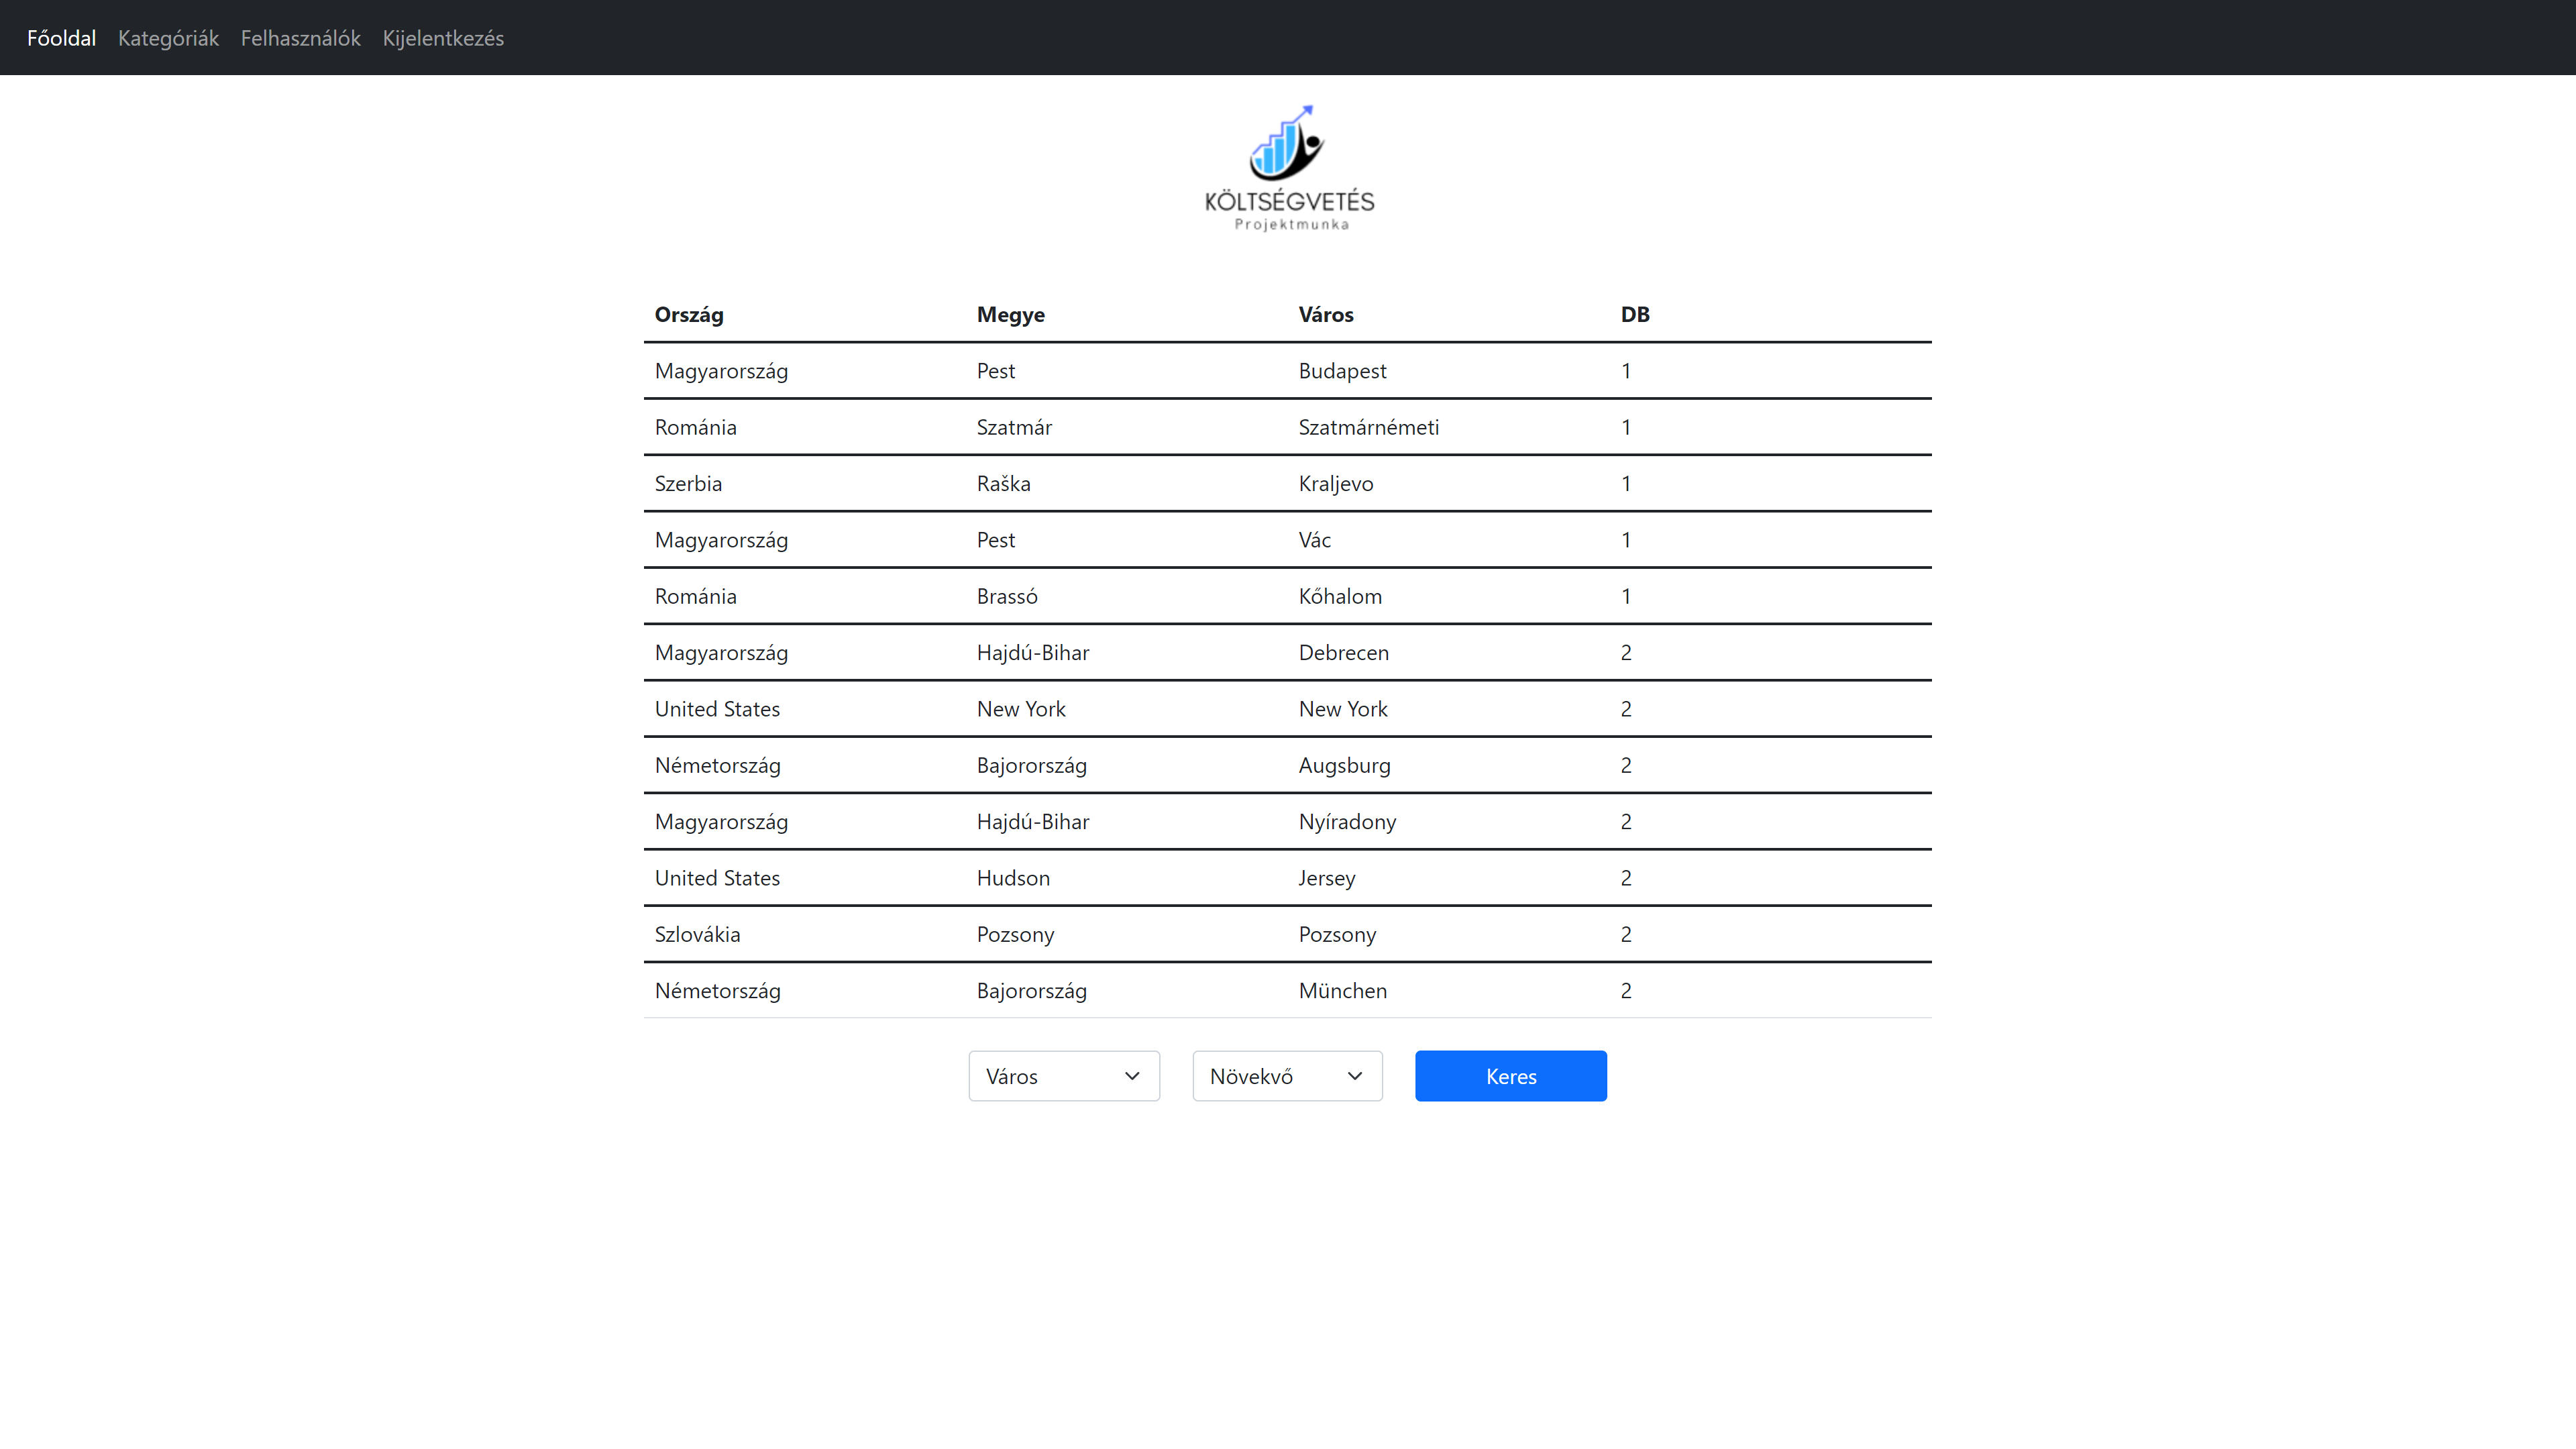 Főoldal Kategóriák Felhasználók Kijelentkezés
KÖLTSÉGVETÉS
Projektmunka
Ország Megye Város DB
Magyarország Pest Budapest 1
Románia Szatmár Szatmárnémeti 1
Szerbia Raška Kraljevo 1
Magyarország Pest Vác 1
Románia Brassó Kőhalom 1
Magyarország Hajdú-Bihar Debrecen 2
United States New York New York 2
Németország Bajorország Augsburg 2
Magyarország Hajdú-Bihar Nyíradony 2
United States Hudson Jersey 2
Szlovákia Pozsony Pozsony 2
Németország Bajorország München 2
Város Növekvő Keres